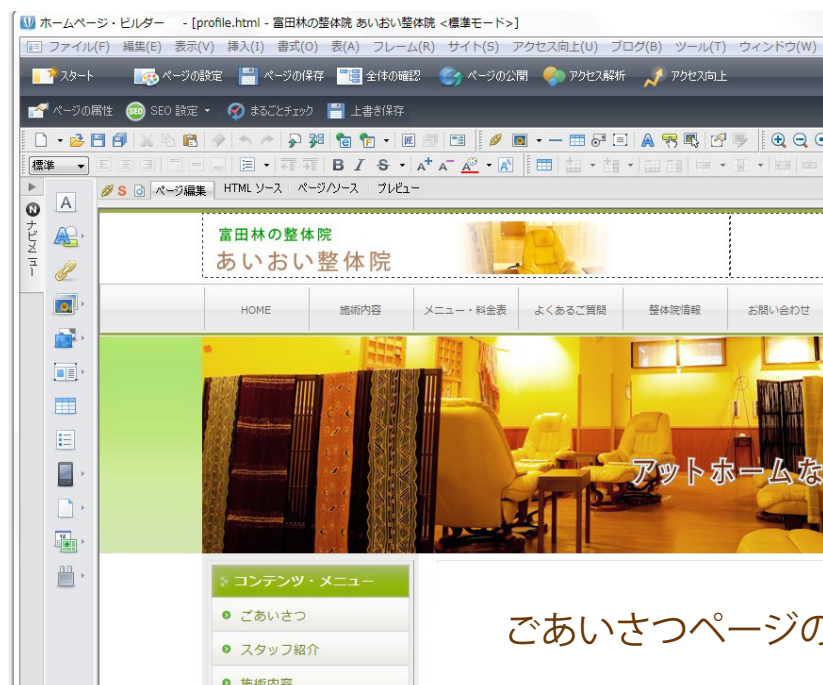 ホームページ・ビルダー - [profile.html - 富田林の整体院 あいおい整体院 <標準モード>]
ファイル(F) 編集(E) 表示(V) 挿入(I) 書式(O) 表(A) フレーム(R) サイト(S) アクセス向上(U) ブログ(B) ツール(T) ウィンドウ(W)
スタート ページの設定 ページの保存 全体の確認 ページの公開 アクセス解析 アクセス向上
ページの属性 SEO SEO 設定 まるごとチェック 上書き保存
標準 B I S A+ A- A
S ページ編集 HTML ソース ページ/ソース プレビュー
N ナビメニュー
A
富田林の整体院
あいおい整体院
HOME 施術内容 メニュー・料金表 よくあるご質問 整体院情報 お問い合わせ
アットホームな
コンテンツ・メニュー
ごあいさつ
ごあいさつページの
スタッフ紹介
施術内容